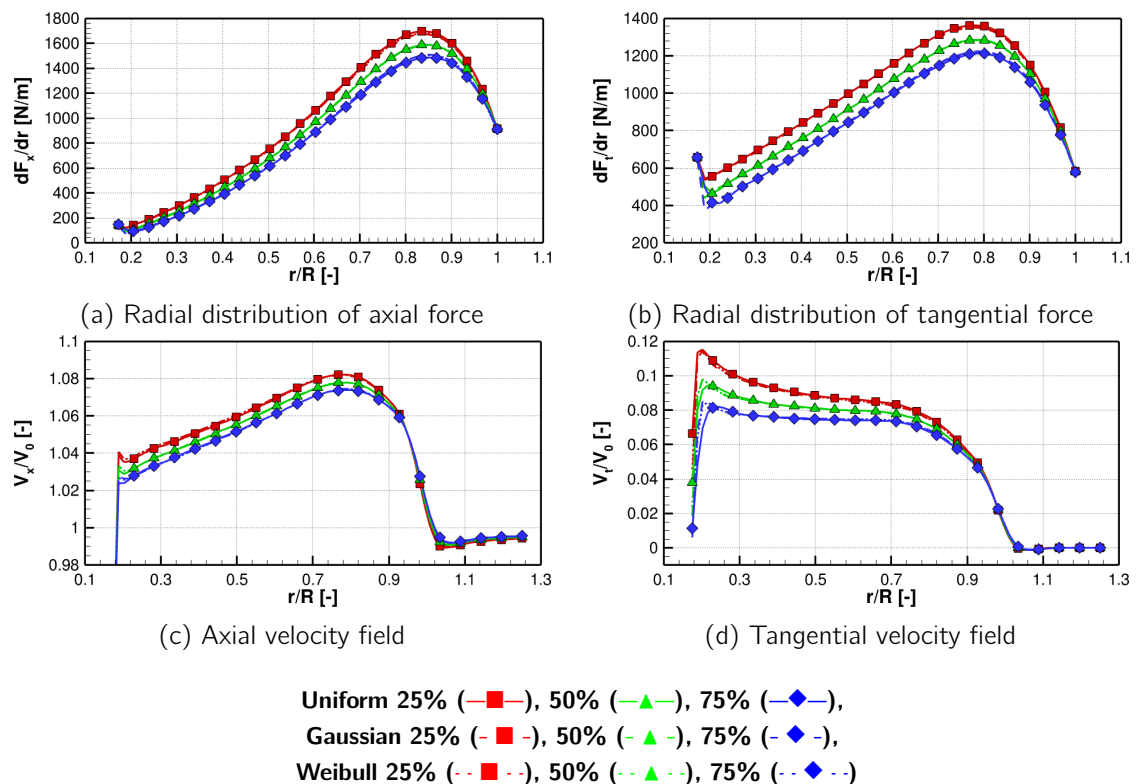 dFx/dr [N/m]
1800
1600
1400
1200
1000
800
600
400
200
0
0.1 0.2 0.3 0.4 0.5 0.6 0.7 0.8 0.9 1 1.1
r/R [-]
(a) Radial distribution of axial force
dFt/dr [N/m]
1400
1200
1000
800
600
400
200
0.1 0.2 0.3 0.4 0.5 0.6 0.7 0.8 0.9 1 1.1
r/R [-]
(b) Radial distribution of tangential force
Vx/V0 [-]
1.1
1.08
1.06
1.04
1.02
1
0.98
0.1 0.3 0.5 0.7 0.9 1.1 1.3
r/R [-]
(c) Axial velocity field
Vt/V0 [-]
0.12
0.1
0.08
0.06
0.04
0.02
0
0.1 0.3 0.5 0.7 0.9 1.1 1.3
r/R [-]
(d) Tangential velocity field
Uniform 25% (—■—), 50% (—▲—), 75% (—◆—),
Gaussian 25% (- ■ -), 50% (- ▲ -), 75% (- ◆ -),
Weibull 25% (·· ■ ··), 50% (·· ▲ ··), 75% (·· ◆ ··)